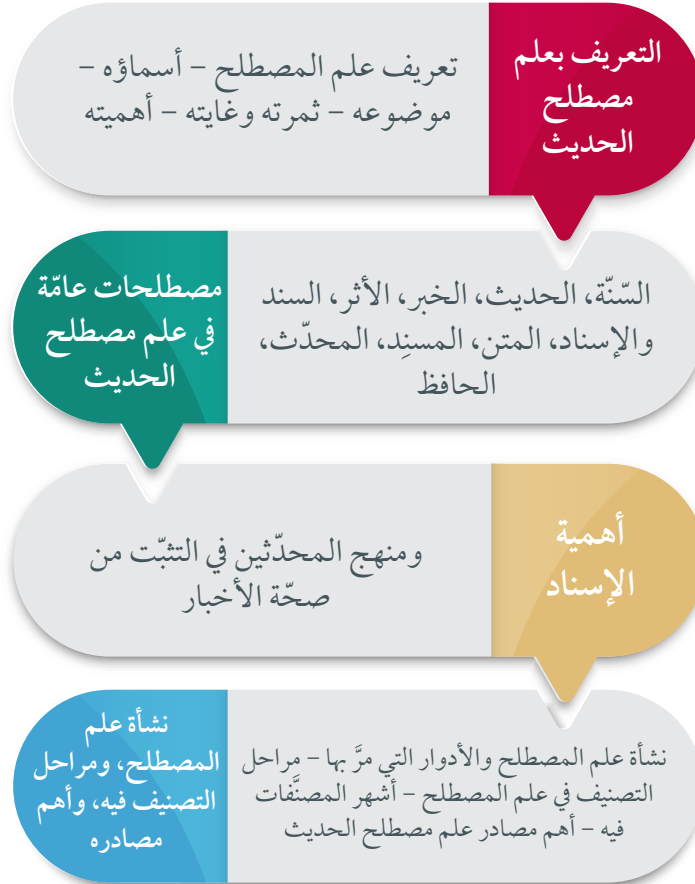 التعريف بعلم
مصطلح
الحديث
تعريف علم المصطلح – أسماؤه –
موضوعه – ثمرته وغايته – أهميته
مصطلحات عامّة
في علم مصطلح
الحديث
السّنّة، الحديث، الخبر، الأثر، السند
والإسناد، المتن، المسنِد، المحدّث،
الحافظ
أهمية
الإسناد
ومنهج المحدّثين في التثبّت من
صحّة الأخبار
نشأة علم
المصطلح، ومراحل
التصنيف فيه، وأهم
مصادره
نشأة علم المصطلح والأدوار التي مرَّ بها – مراحل
التصنيف في علم المصطلح – أشهر المصنَّفات
فيه – أهم مصادر علم مصطلح الحديث